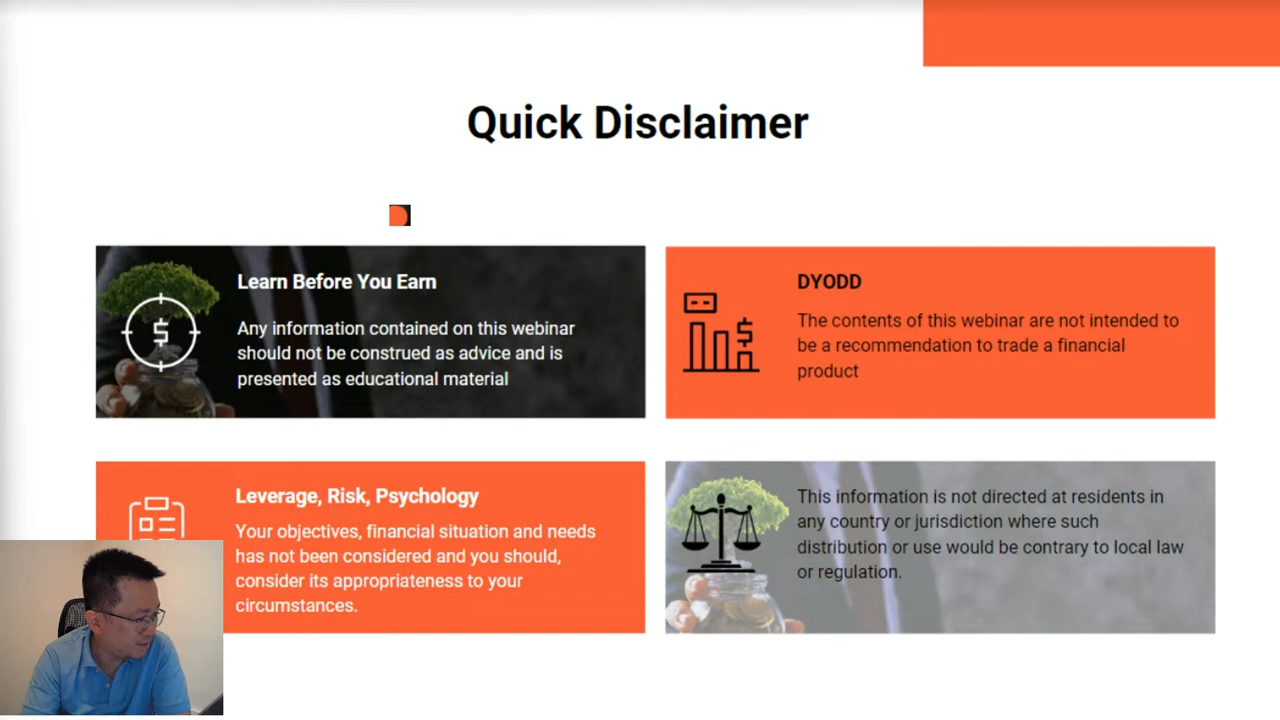 Quick Disclaimer
Learn Before You Earn
Any information contained on this webinar
should not be construed as advice and is
presented as educational material
DYODD
The contents of this webinar are not intended to
be a recommendation to trade a financial
product
Leverage, Risk, Psychology
Your objectives, financial situation and needs
has not been considered and you should,
consider its appropriateness to your
circumstances.
This information is not directed at residents in
any country or jurisdiction where such
distribution or use would be contrary to local law
or regulation.